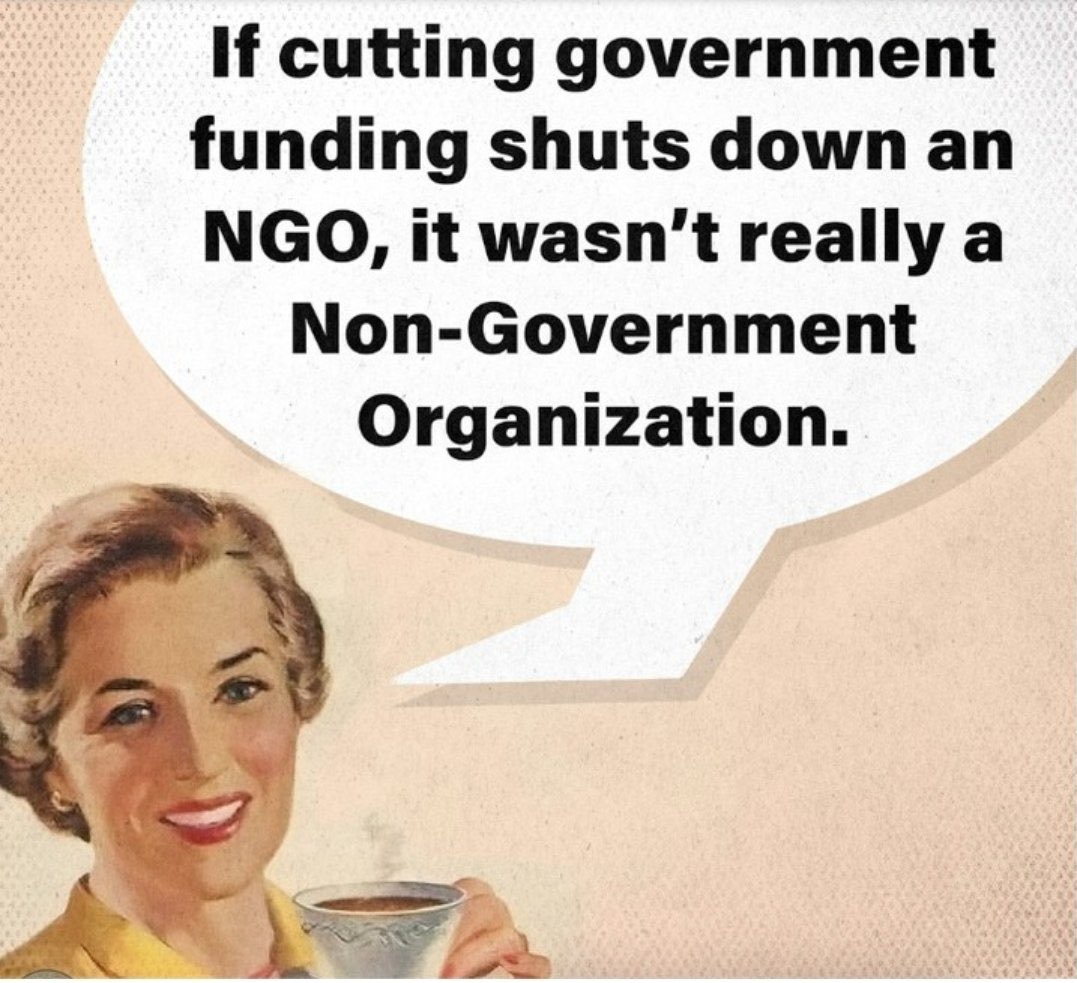 If cutting government
funding shuts down an
NGO, it wasn’t really a
Non-Government
Organization.